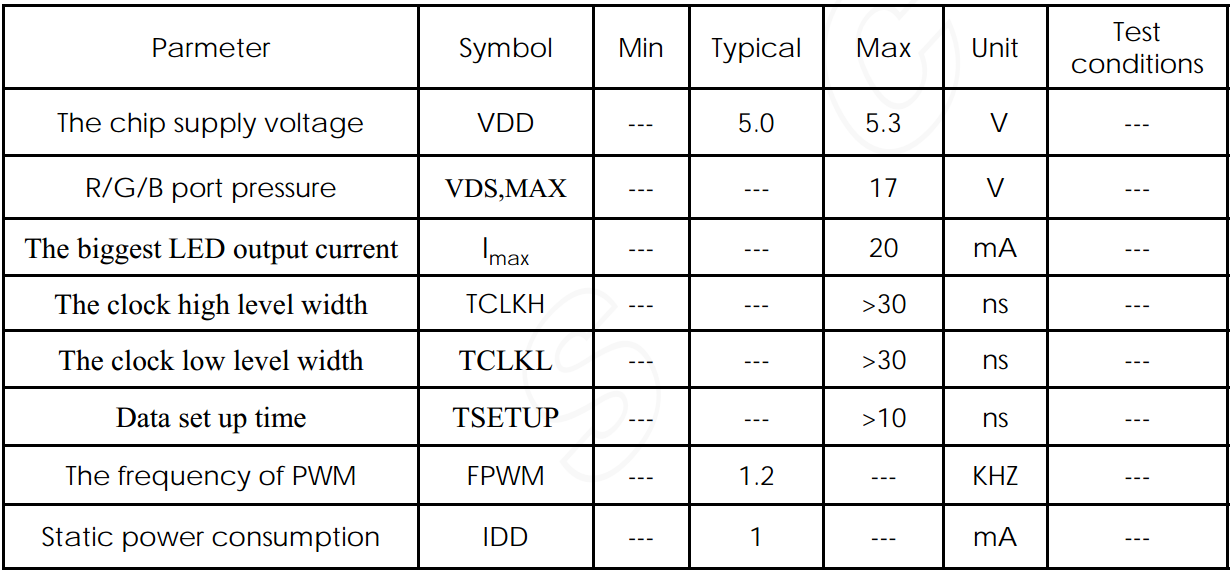 Parmeter Symbol Min Typical Max Unit Test conditions
The chip supply voltage VDD --- 5.0 5.3 V ---
R/G/B port pressure VDS,MAX --- --- 17 V ---
The biggest LED output current Imax --- --- 20 mA ---
The clock high level width TCLKH --- --- >30 ns ---
The clock low level width TCLKL --- --- >30 ns ---
Data set up time TSETUP --- --- >10 ns ---
The frequency of PWM FPWM --- 1.2 --- KHZ ---
Static power consumption IDD --- 1 --- mA ---